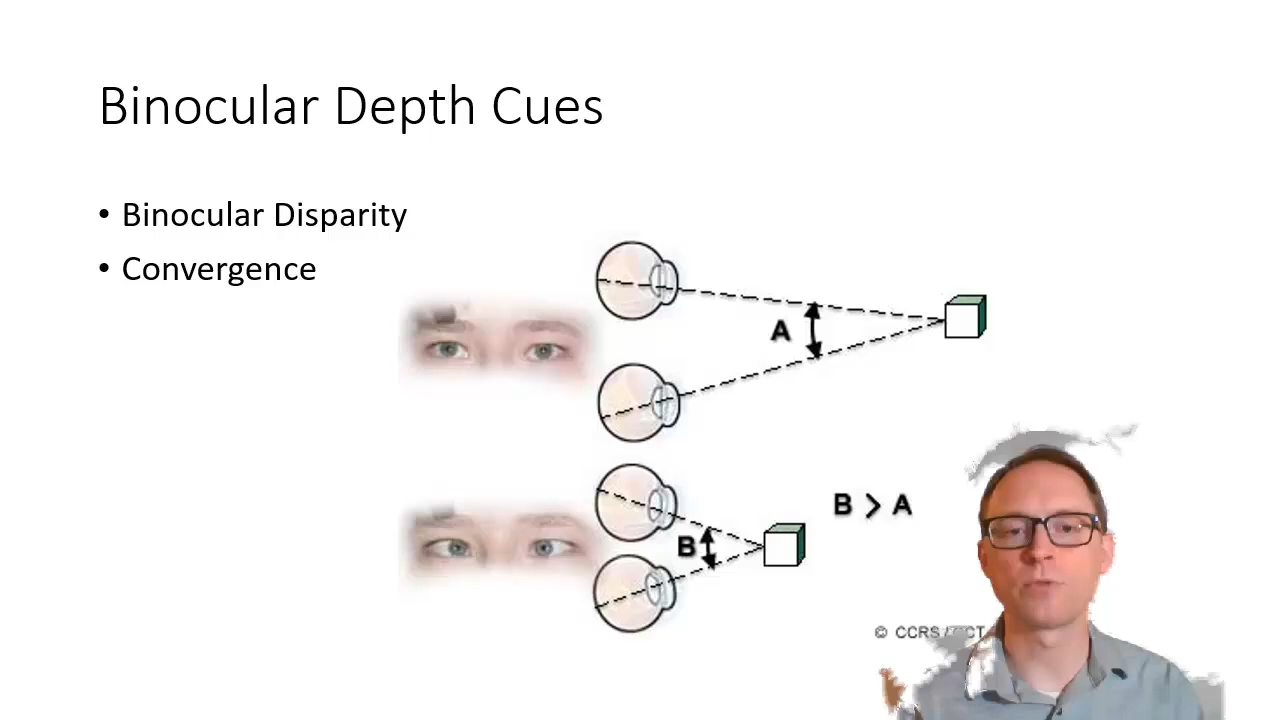 Binocular Depth Cues
• Binocular Disparity
• Convergence
A
B > A
B
© CCRS /